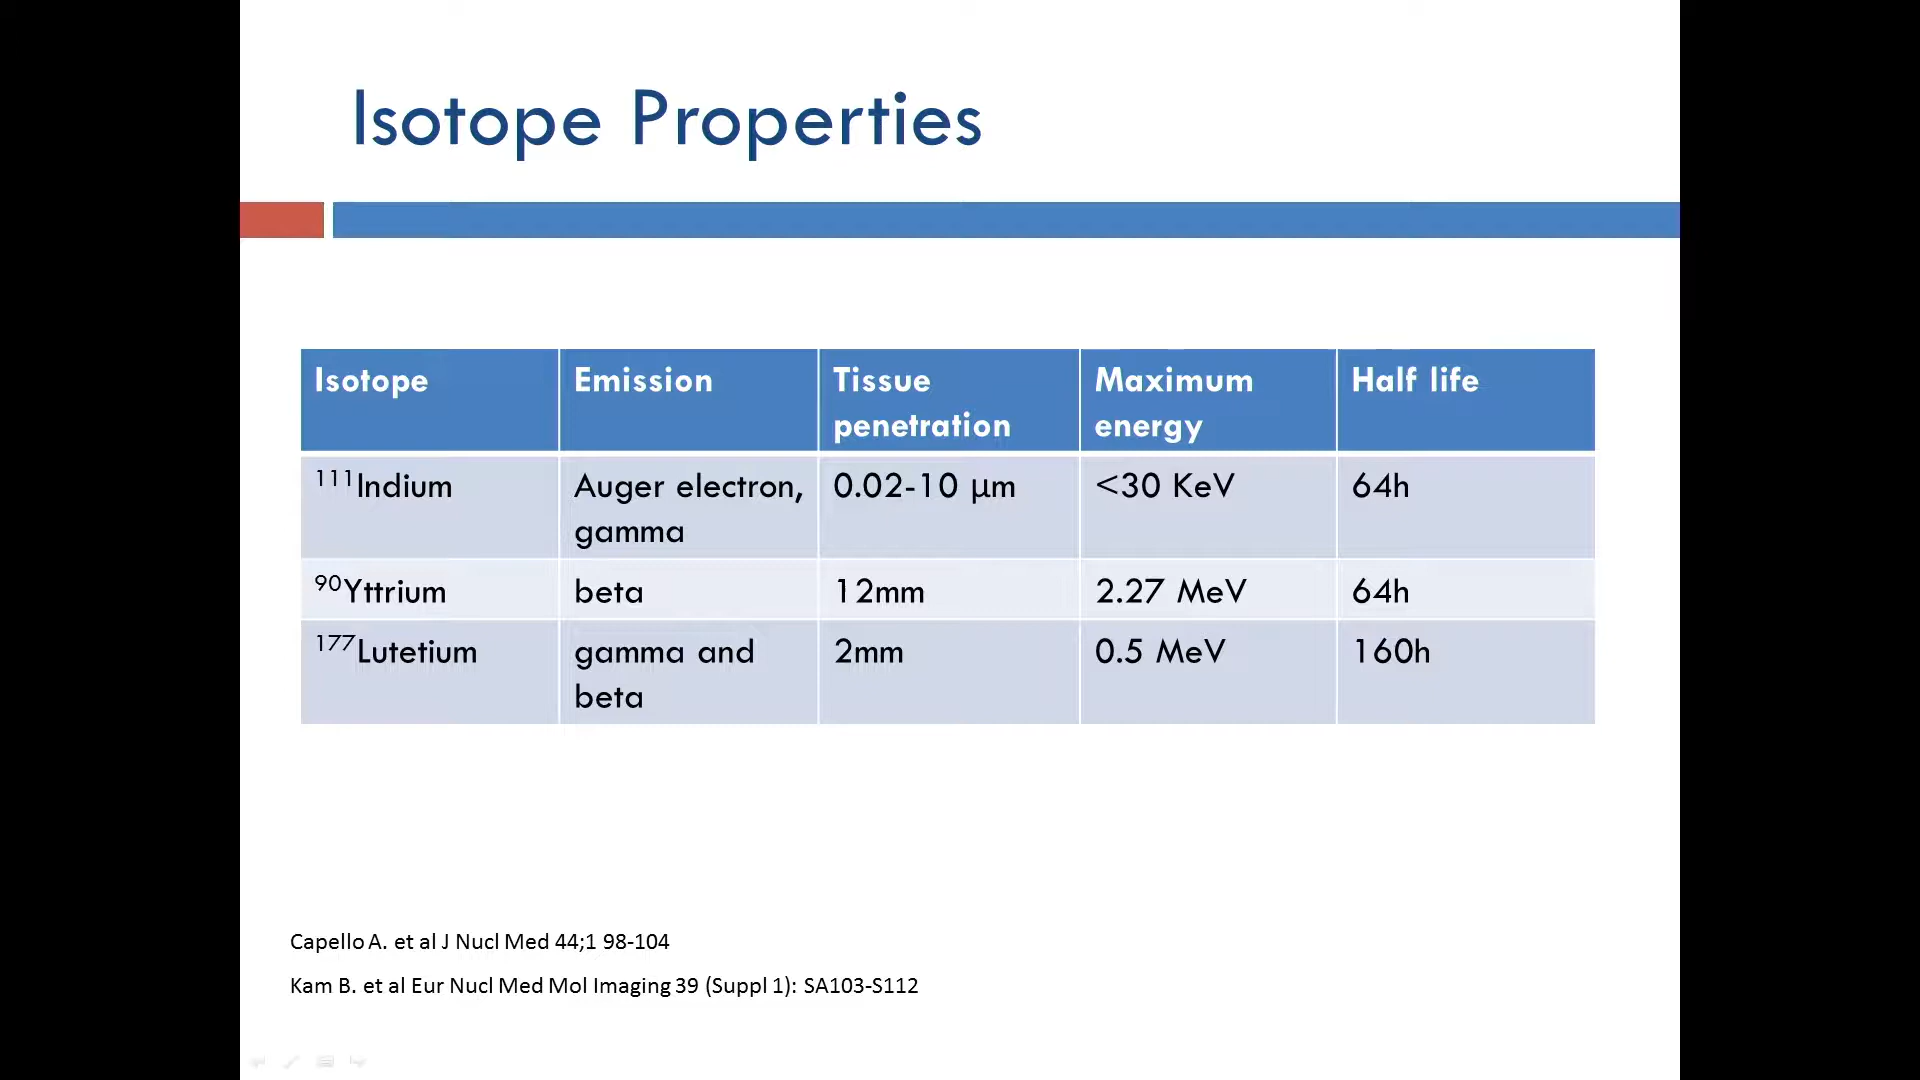 Isotope Properties
Isotope Emission Tissue penetration Maximum energy Half life
¹¹¹Indium Auger electron, gamma 0.02-10 µm <30 KeV 64h
⁹⁰Yttrium beta 12mm 2.27 MeV 64h
¹⁷⁷Lutetium gamma and beta 2mm 0.5 MeV 160h
Capello A. et al J Nucl Med 44;1 98-104
Kam B. et al Eur Nucl Med Mol Imaging 39 (Suppl 1): SA103-S112